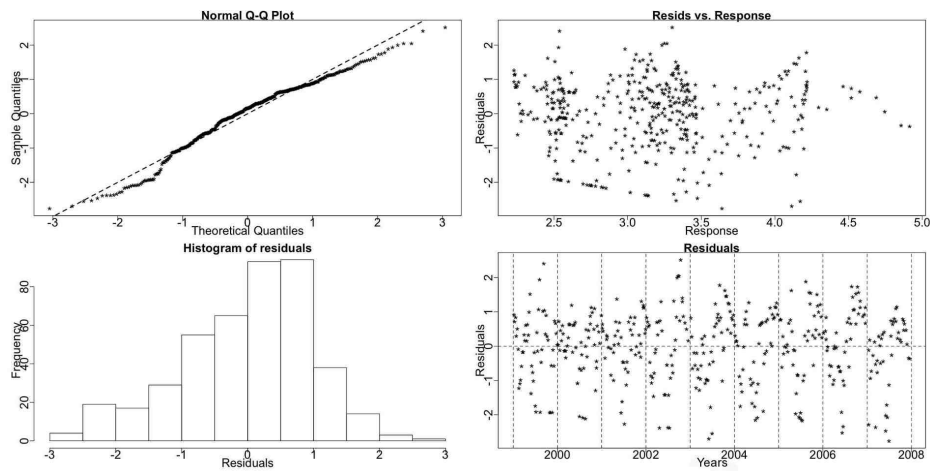 Normal Q-Q Plot
Sample Quantiles
2
1
0
-1
-2
-3 -2 -1 0 1 2 3
Theoretical Quantiles
Resids vs. Response
Residuals
2
1
0
-1
-2
2.5 3.0 3.5 4.0 4.5 5.0
Response
Histogram of residuals
Frequency
80
60
40
20
0
-3 -2 -1 0 1 2 3
Residuals
Residuals
Residuals
2
1
0
-1
-2
2000 2002 2004 2006 2008
Years